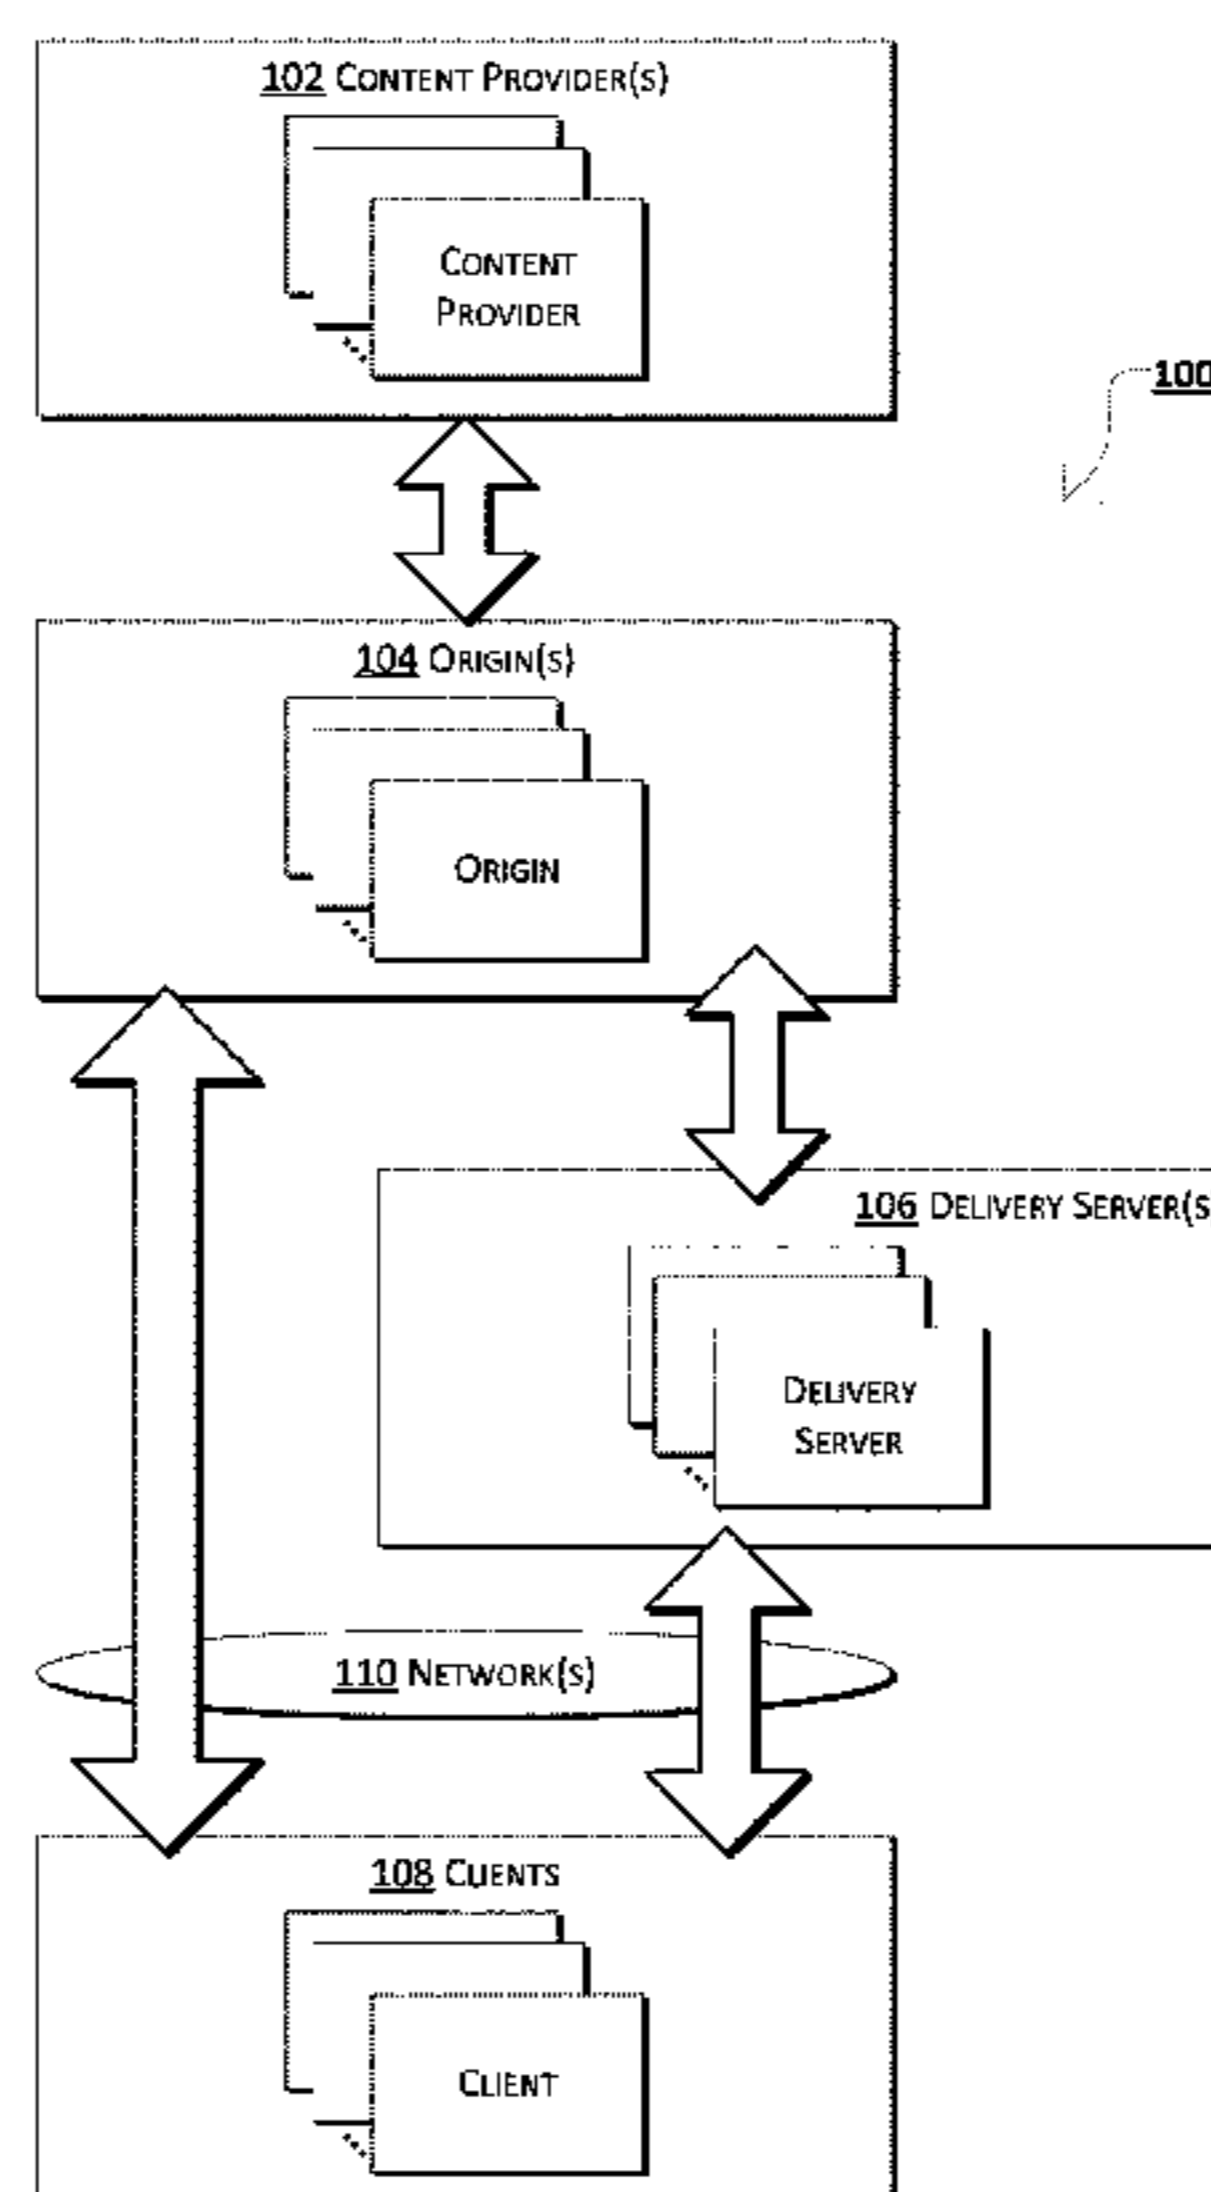 102 CONTENT PROVIDER(S)
CONTENT
PROVIDER
100
104 ORIGIN(S)
ORIGIN
106 DELIVERY SERVER(S
DELIVERY
SERVER
110 NETWORK(S)
108 CLIENTS
CLIENT